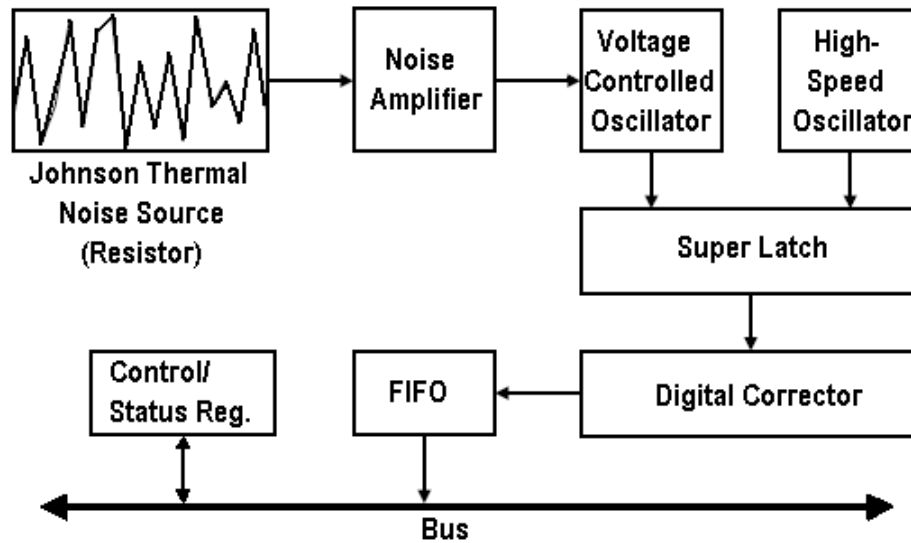 Johnson Thermal
Noise Source
(Resistor)
Noise
Amplifier
Voltage
Controlled
Oscillator
High-
Speed
Oscillator
Super Latch
Digital Corrector
FIFO
Control/
Status Reg.
Bus